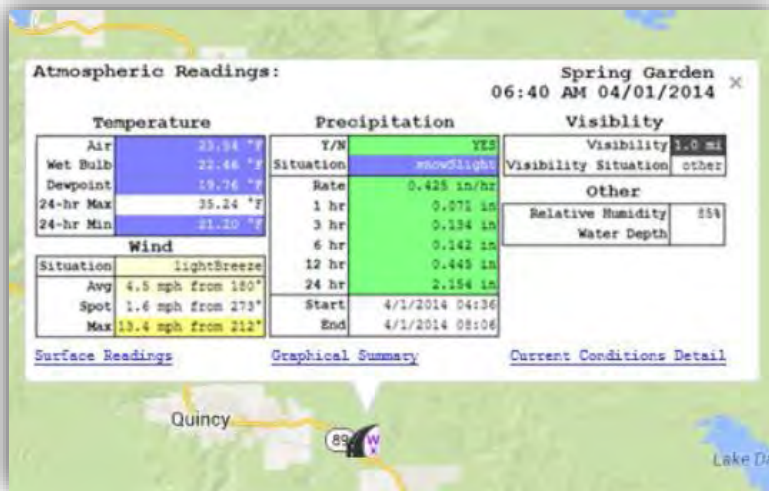 Atmospheric Readings:
Spring Garden
06:40 AM 04/01/2014
×
Temperature
Air 23.54 °F
Wet Bulb 22.46 °F
Dewpoint 19.76 °F
24-hr Max 35.24 °F
24-hr Min 21.20 °F
Wind
Situation lightBreeze
Avg 4.5 mph from 180°
Spot 1.6 mph from 273°
Max 13.4 mph from 212°
Precipitation
Y/N YES
Situation snowSlight
Rate 0.425 in/hr
1 hr 0.071 in
3 hr 0.134 in
6 hr 0.142 in
12 hr 0.445 in
24 hr 2.154 in
Start 4/1/2014 04:36
End 4/1/2014 08:06
Visiblity
Visibility 1.0 mi
Visibility Situation other
Other
Relative Humidity 85%
Water Depth
Surface Readings
Graphical Summary
Current Conditions Detail
Quincy
89
W
x
Lake Da